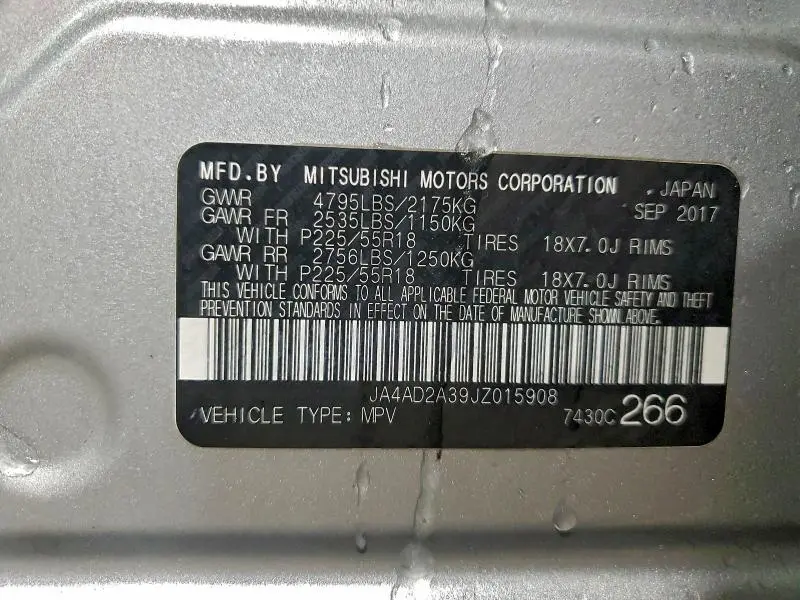 MFD.BY MITSUBISHI MOTORS CORPORATION JAPAN
GWVR 4795LBS/2175KG SEP 2017
GAWR FR 2535LBS/1150KG
WITH P225/55R18 TIRES 18X7.0J RIMS
GAWR RR 2756LBS/1250KG
WITH P225/55R18 TIRES 18X7.0J RIMS
THIS VEHICLE CONFORMS TO ALL APPLICABLE FEDERAL MOTOR VEHICLE SAFETY AND THEFT
PREVENTION STANDARDS IN EFFECT ON THE DATE OF MANUFACTURE SHOWN ABOVE.
JA4AD2A39JZ015908
VEHICLE TYPE: MPV 7430C 266